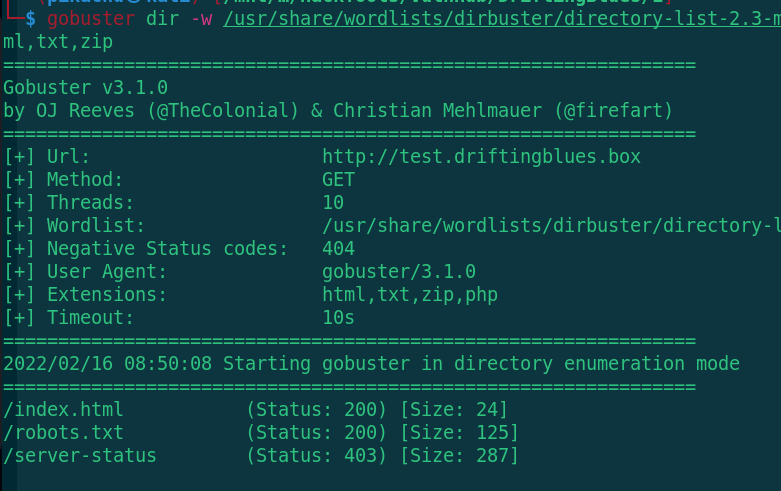 $ gobuster dir -w /usr/share/wordlists/dirbuster/directory-list-2.3-m
ml,txt,zip
===============================================================
Gobuster v3.1.0
by OJ Reeves (@TheColonial) & Christian Mehlmauer (@firefart)
===============================================================
[+] Url: http://test.driftingblues.box
[+] Method: GET
[+] Threads: 10
[+] Wordlist: /usr/share/wordlists/dirbuster/directory-l
[+] Negative Status codes: 404
[+] User Agent: gobuster/3.1.0
[+] Extensions: html,txt,zip,php
[+] Timeout: 10s
===============================================================
2022/02/16 08:50:08 Starting gobuster in directory enumeration mode
===============================================================
/index.html (Status: 200) [Size: 24]
/robots.txt (Status: 200) [Size: 125]
/server-status (Status: 403) [Size: 287]